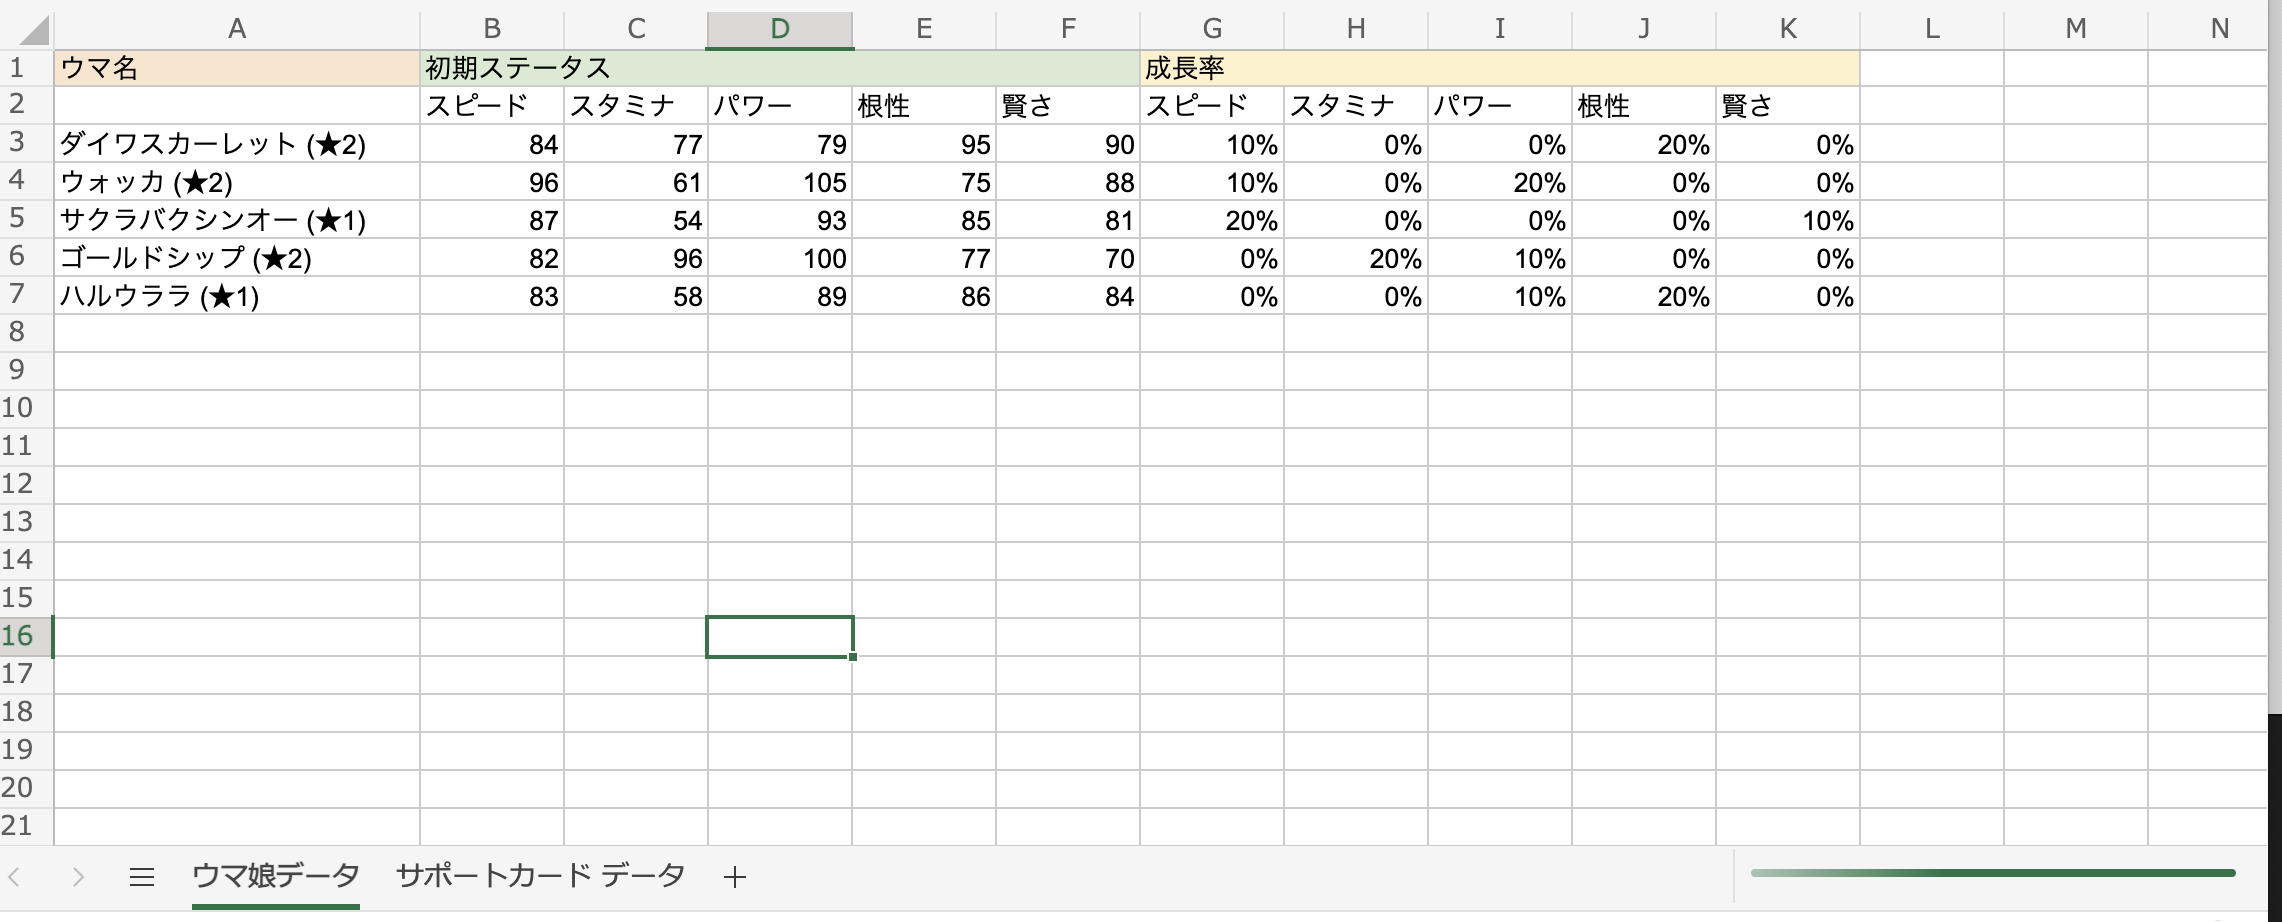 A B C D E F G H I J K L M N
1 ウマ名 初期ステータス 成長率
2 スピード スタミナ パワー 根性 賢さ スピード スタミナ パワー 根性 賢さ
3 ダイワスカーレット (★2) 84 77 79 95 90 10% 0% 0% 20% 0%
4 ウォッカ (★2) 96 61 105 75 88 10% 0% 20% 0% 0%
5 サクラバクシンオー (★1) 87 54 93 85 81 20% 0% 0% 0% 10%
6 ゴールドシップ (★2) 82 96 100 77 70 0% 20% 10% 0% 0%
7 ハルウララ (★1) 83 58 89 86 84 0% 0% 10% 20% 0%
8
9
10
11
12
13
14
15
16
17
18
19
20
21
ウマ娘データ サポートカード データ